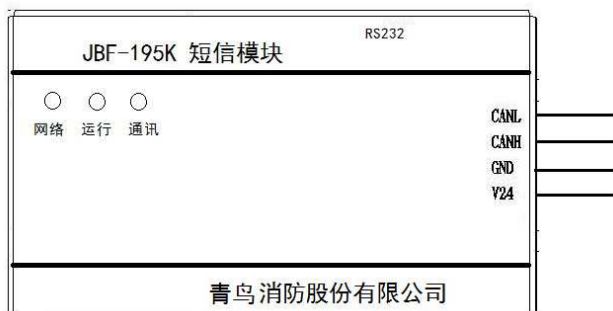 RS232
JBF-195K 短信模块
网络 运行 通讯
CANL
CANH
GND
V24
青鸟消防股份有限公司